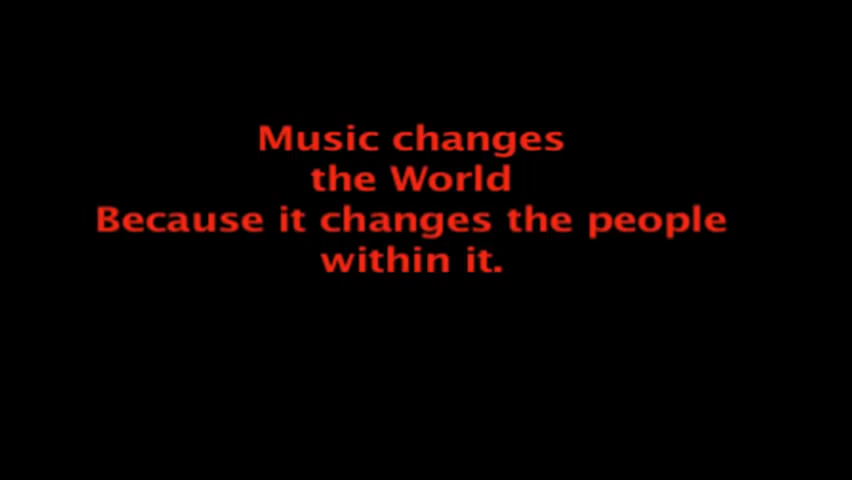 Music changes
the World
Because it changes the people
within it.